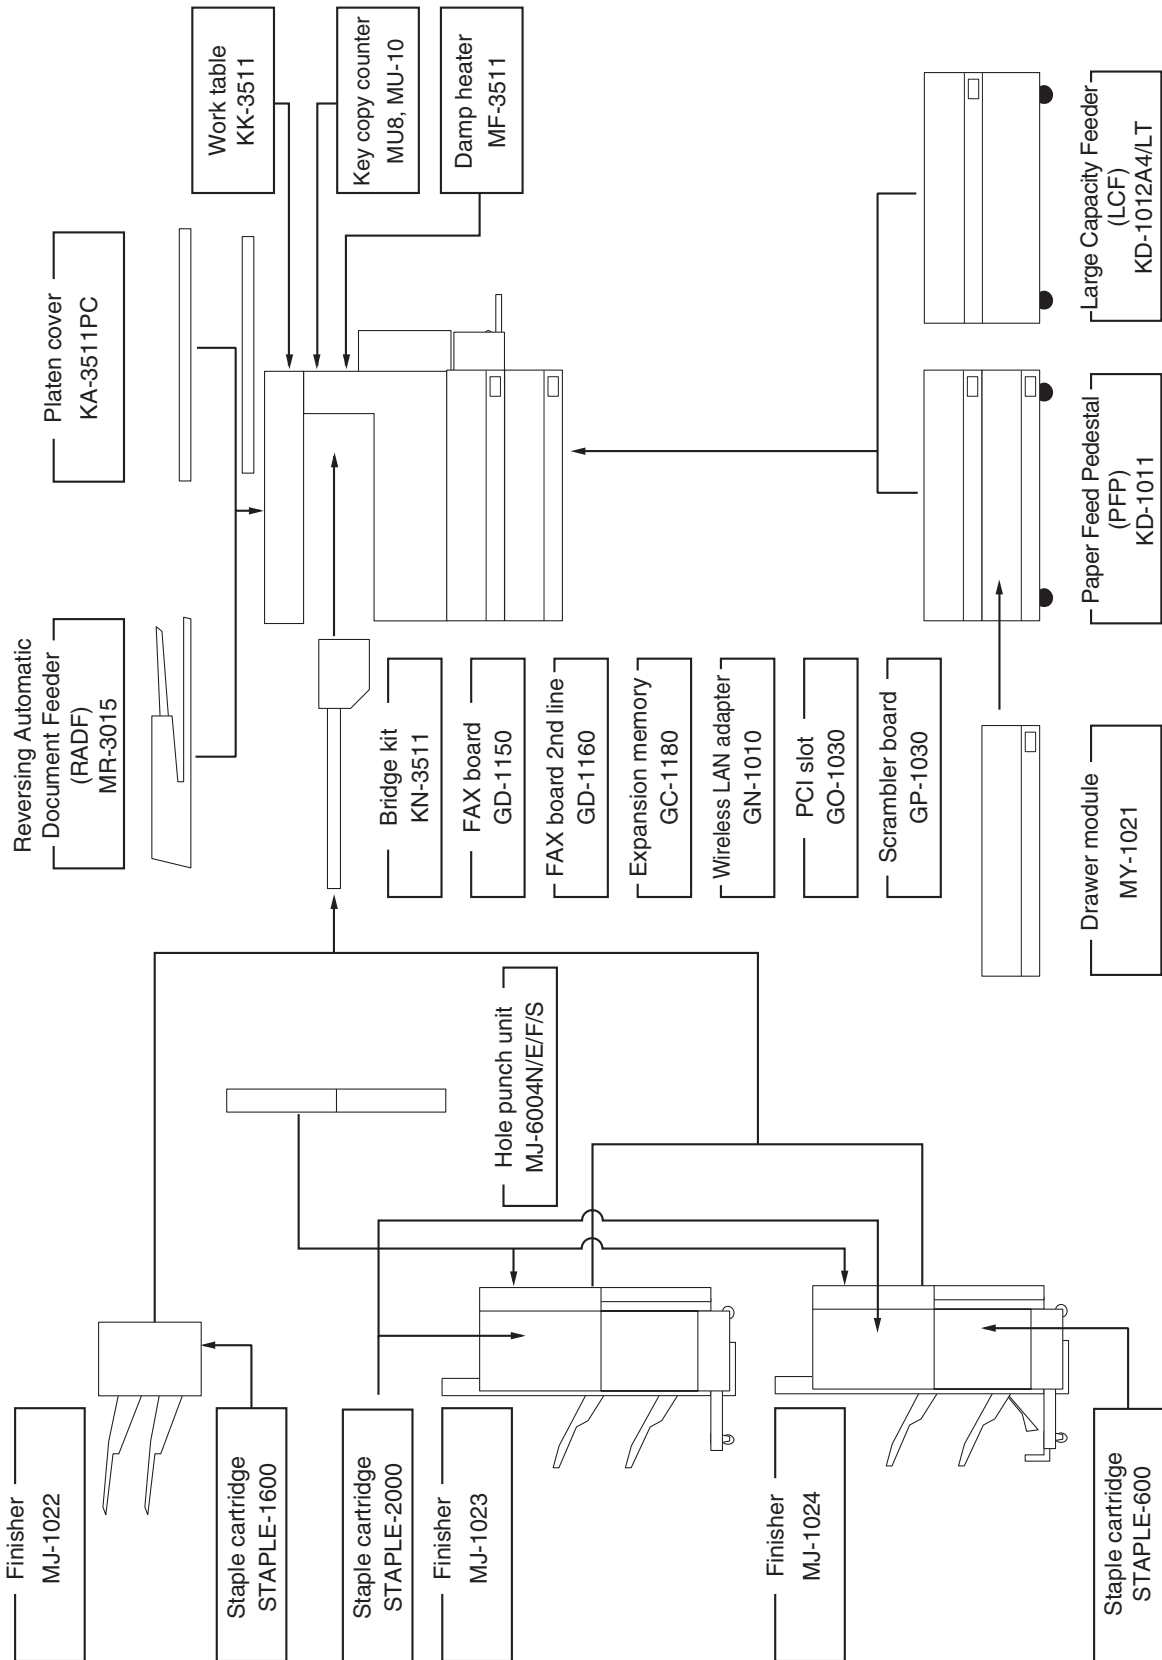 Finisher
MJ-1022
Staple cartridge
STAPLE-1600
Staple cartridge
STAPLE-2000
Finisher
MJ-1023
Finisher
MJ-1024
Staple cartridge
STAPLE-600
Hole punch unit
MJ-6004N/E/F/S
Reversing Automatic
Document Feeder
(RADF)
MR-3015
Bridge kit
KN-3511
FAX board
GD-1150
FAX board 2nd line
GD-1160
Expansion memory
GC-1180
Wireless LAN adapter
GN-1010
PCI slot
GO-1030
Scrambler board
GP-1030
Drawer module
MY-1021
Platen cover
KA-3511PC
Work table
KK-3511
Key copy counter
MU8, MU-10
Damp heater
MF-3511
Paper Feed Pedestal
(PFP)
KD-1011
Large Capacity Feeder
(LCF)
KD-1012A4/LT